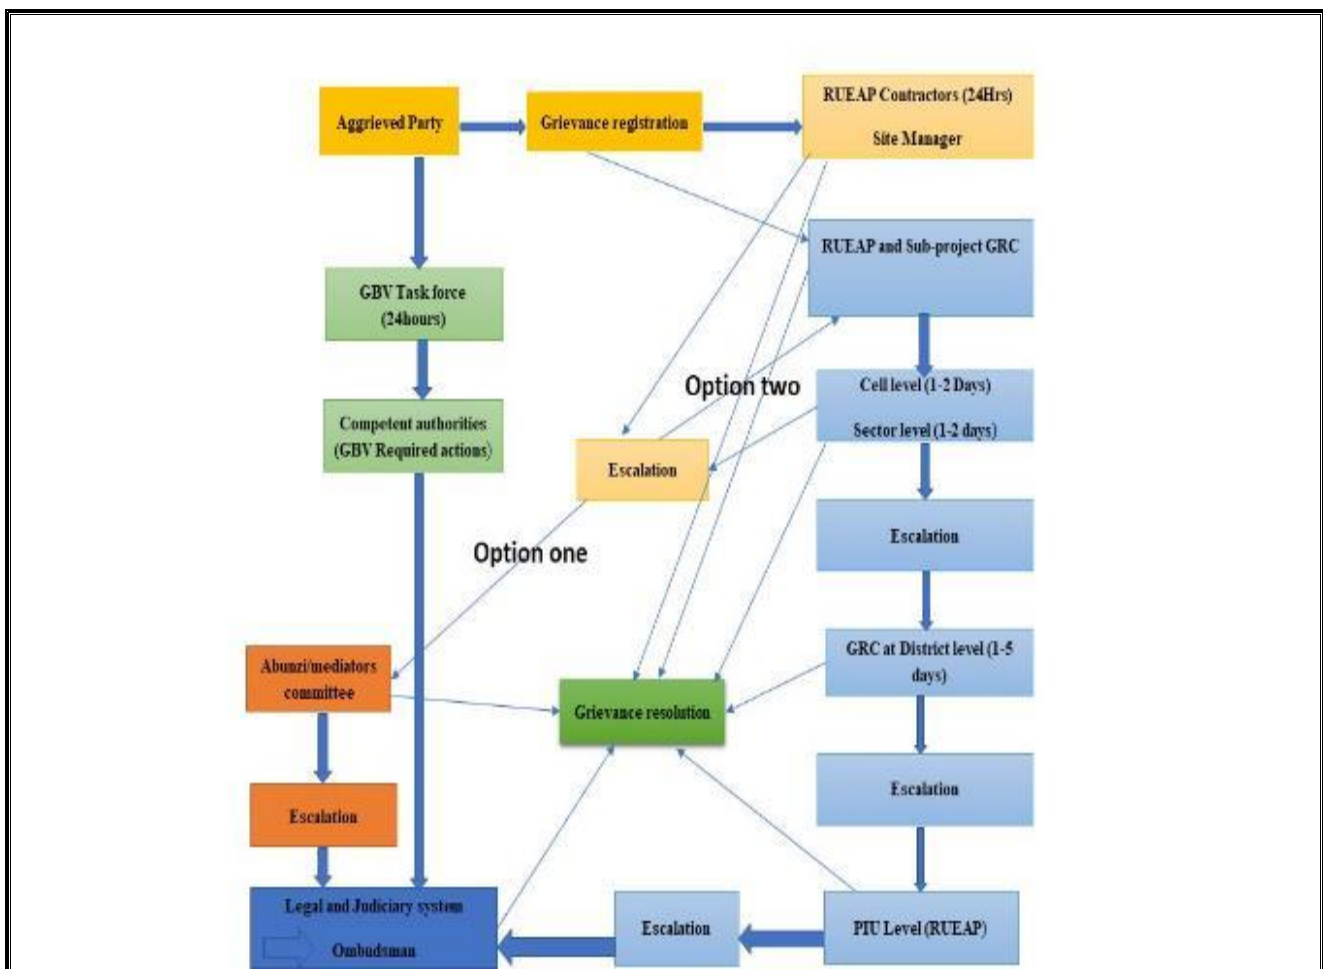 Aggrieved Party
Grievance registration
RUEAP Contractors (24Hrs)
Site Manager
RUEAP and Sub-project GRC
GBV Task force
(24hours)
Option two
Cell level (1-2 Days)
Sector level (1-2 days)
Competent authorities
(GBV Required actions)
Escalation
Escalation
Option one
Abunzi/mediators
committee
GRC at District level (1-5
days)
Grievance resolution
Escalation
Escalation
Legal and Judiciary system
Ombudsman
Escalation
PIU Level (RUEAP)